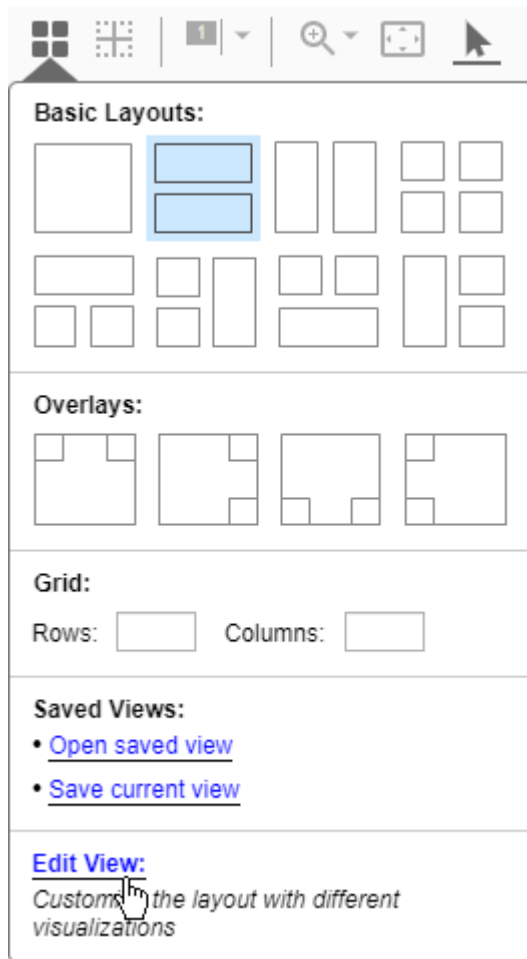 1
Basic Layouts:
Overlays:
Grid:
Rows: Columns:
Saved Views:
• Open saved view
• Save current view
Edit View:
the layout with different
visualizations